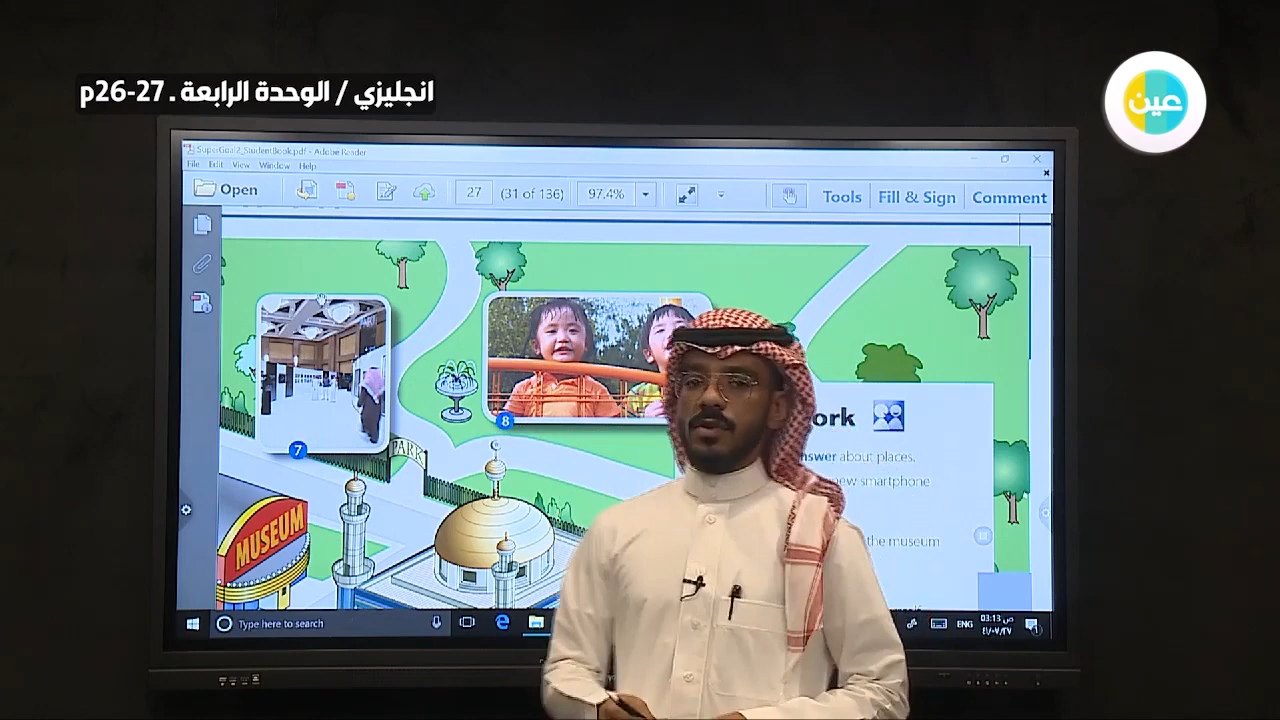 انجليزي / الوحدة الرابعة . p26-27
عين
SuperGoal2_StudentBook.pdf - Adobe Reader
File Edit View Window Help
Open 27 (31 of 136) 97.4% Tools Fill & Sign Comment
8
7
PARK
MUSEUM
ork
nswer about places.
new smartphone
the museum
Type here to search
ENG
03:13 ص